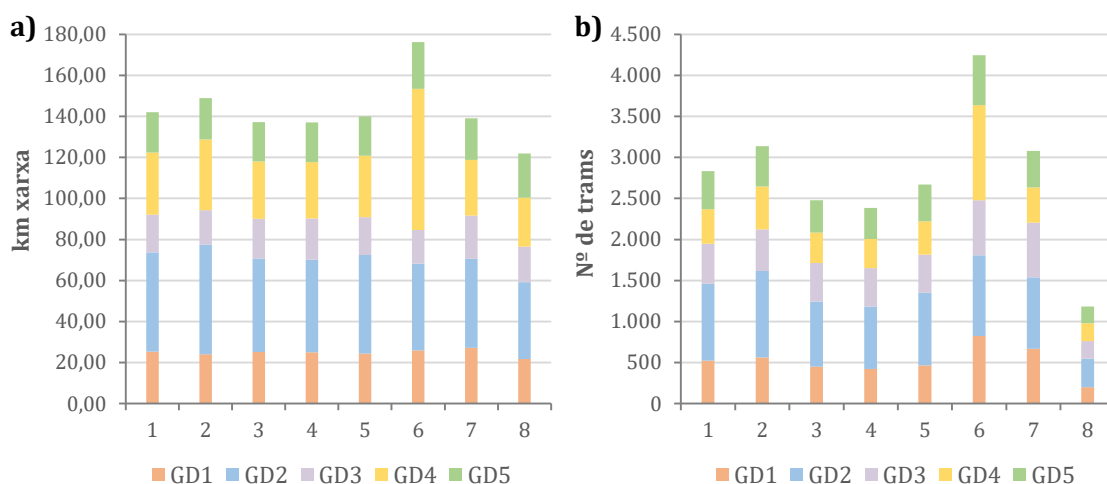 a)
km xarxa
180,00
160,00
140,00
120,00
100,00
80,00
60,00
40,00
20,00
0,00
1 2 3 4 5 6 7 8
GD1 GD2 GD3 GD4 GD5
b)
Nº de trams
4.500
4.000
3.500
3.000
2.500
2.000
1.500
1.000
500
0
1 2 3 4 5 6 7 8
GD1 GD2 GD3 GD4 GD5